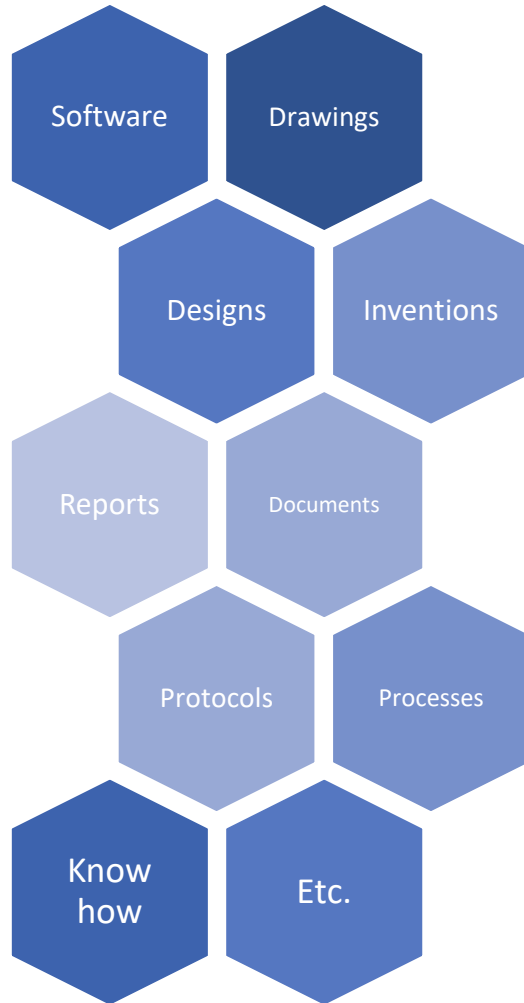 Software
Drawings
Designs
Inventions
Reports
Documents
Protocols
Processes
Know
how
Etc.